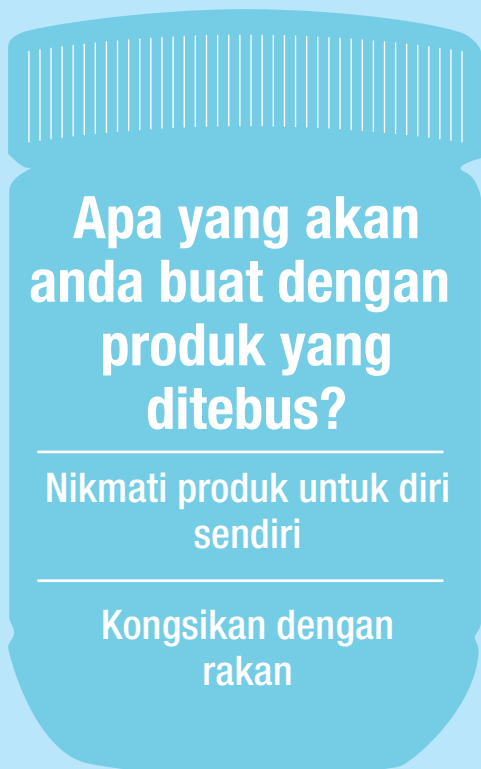 Apa yang akan
anda buat dengan
produk yang
ditebus?
Nikmati produk untuk diri
sendiri
Kongsikan dengan
rakan